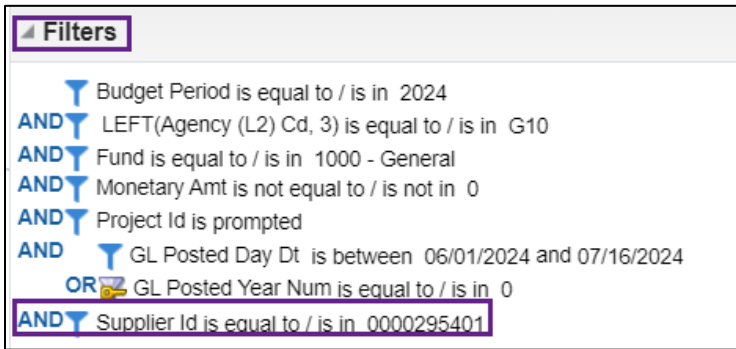 Filters
Budget Period is equal to / is in 2024
AND LEFT(Agency (L2) Cd, 3) is equal to / is in G10
AND Fund is equal to / is in 1000 - General
AND Monetary Amt is not equal to / is not in 0
AND Project Id is prompted
AND GL Posted Day Dt is between 06/01/2024 and 07/16/2024
OR GL Posted Year Num is equal to / is in 0
AND Supplier Id is equal to / is in 0000295401